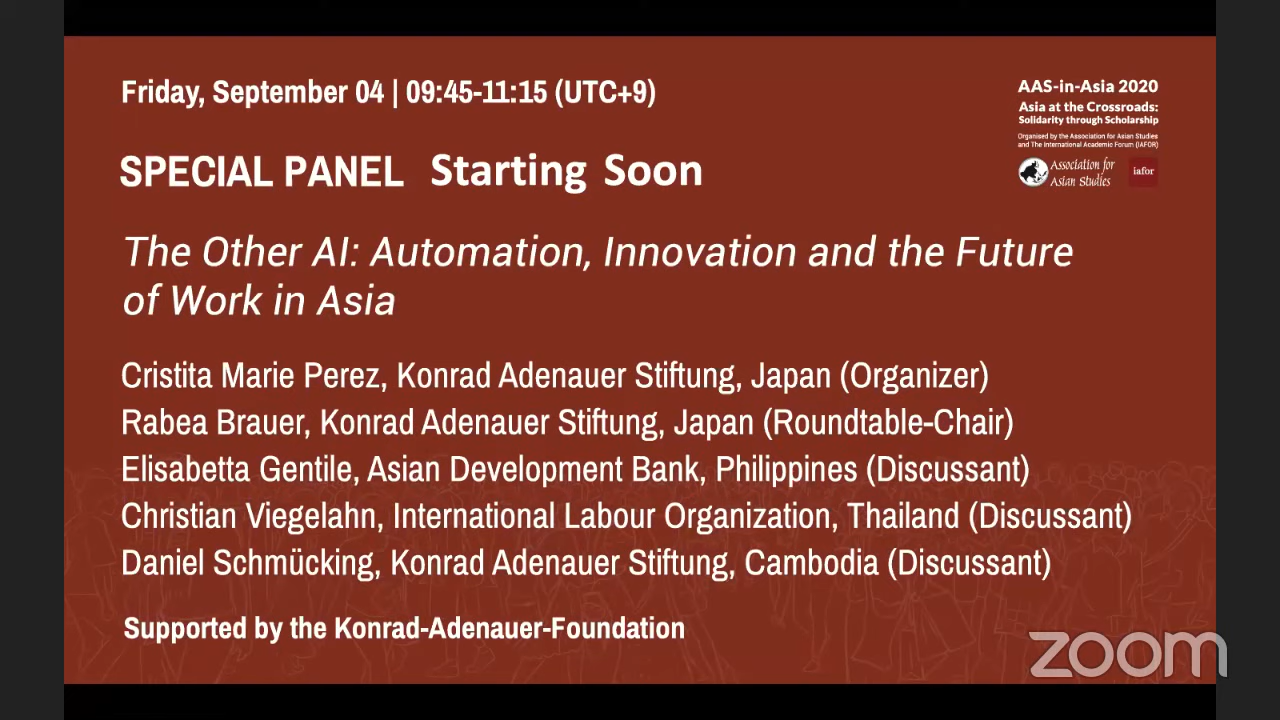 Friday, September 04 | 09:45-11:15 (UTC+9)
AAS-in-Asia 2020
Asia at the Crossroads:
Solidarity through Scholarship
Organised by the Association for Asian Studies
and The International Academic Forum (IAFOR)
Association for
Asian Studies
iafor
SPECIAL PANEL Starting Soon
The Other AI: Automation, Innovation and the Future
of Work in Asia
Cristita Marie Perez, Konrad Adenauer Stiftung, Japan (Organizer)
Rabea Brauer, Konrad Adenauer Stiftung, Japan (Roundtable-Chair)
Elisabetta Gentile, Asian Development Bank, Philippines (Discussant)
Christian Viegelahn, International Labour Organization, Thailand (Discussant)
Daniel Schmücking, Konrad Adenauer Stiftung, Cambodia (Discussant)
Supported by the Konrad-Adenauer-Foundation
zoom